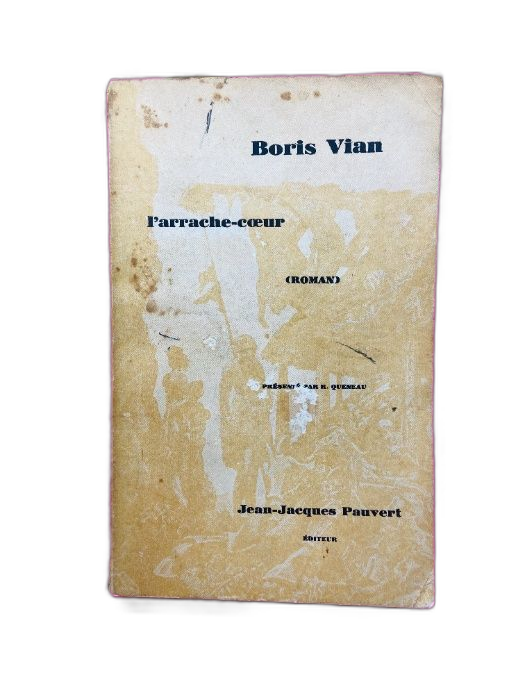 Boris Vian
l'arrache-cœur
(ROMAN)
PRÉSENTÉ PAR R. QUENEAU
Jean-Jacques Pauvert
ÉDITEUR